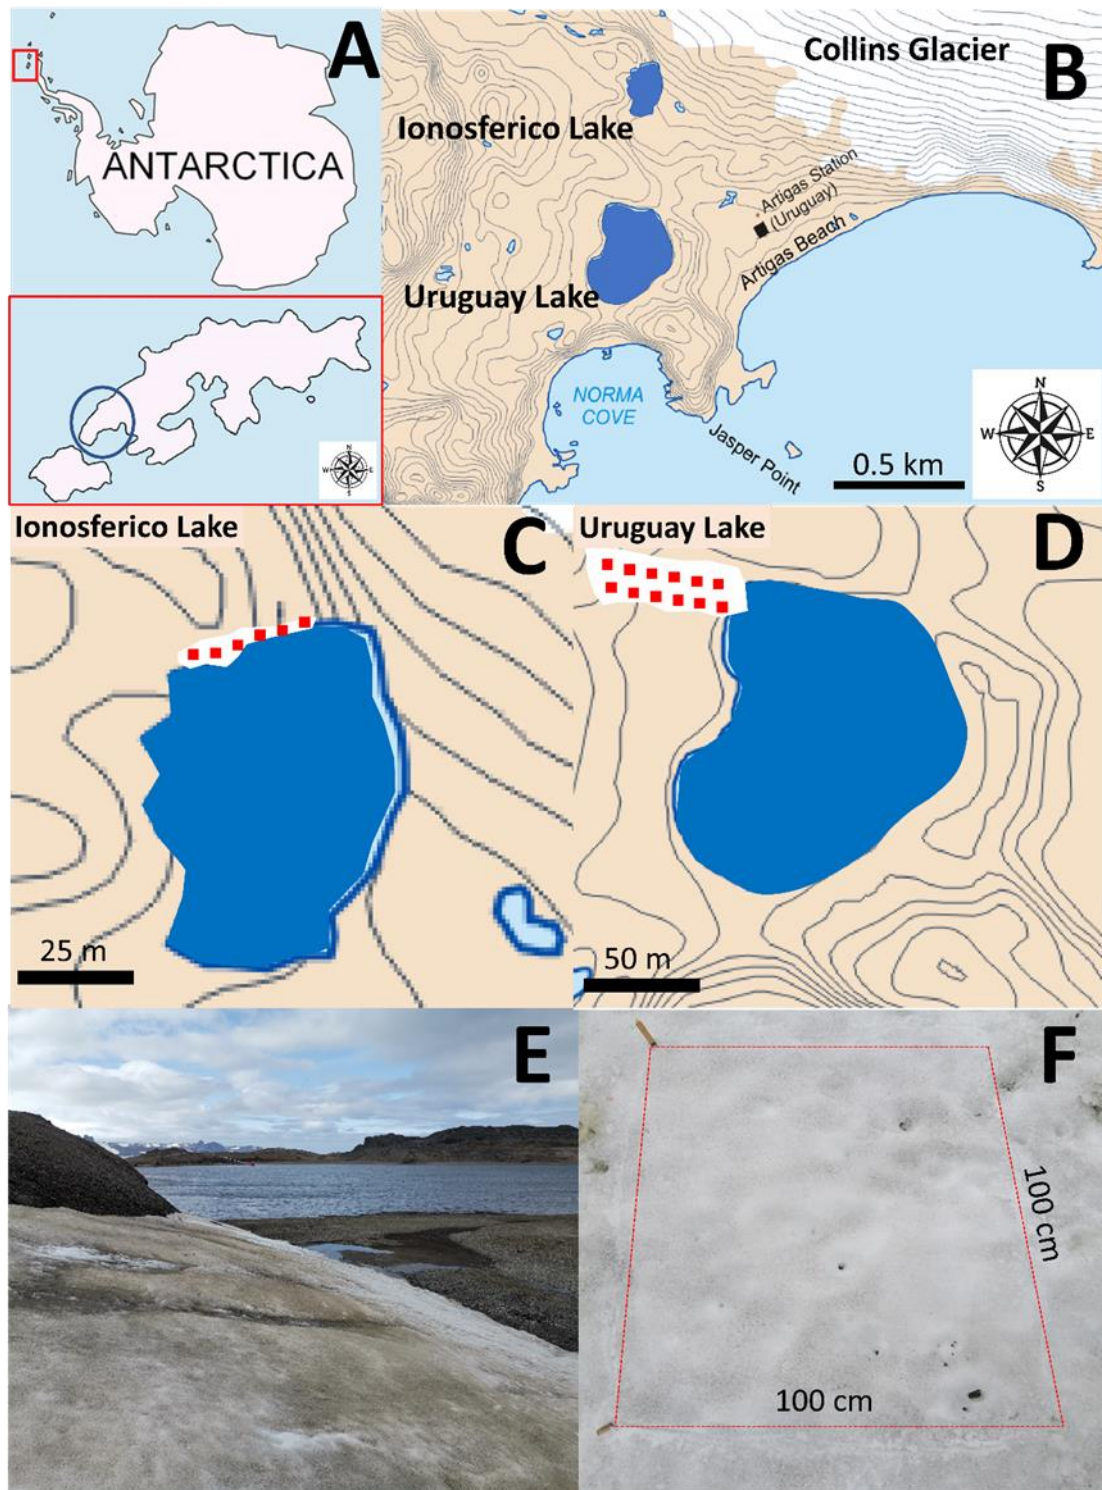 A
ANTARCTICA
N
W E
S
B
Collins Glacier
Ionosferico Lake
Artigas Station
(Uruguay)
Artigas Beach
Uruguay Lake
NORMA
COVE
Jasper Point
0.5 km
N
W E
S
Ionosferico Lake
C
25 m
Uruguay Lake
D
50 m
E
F
100 cm
100 cm